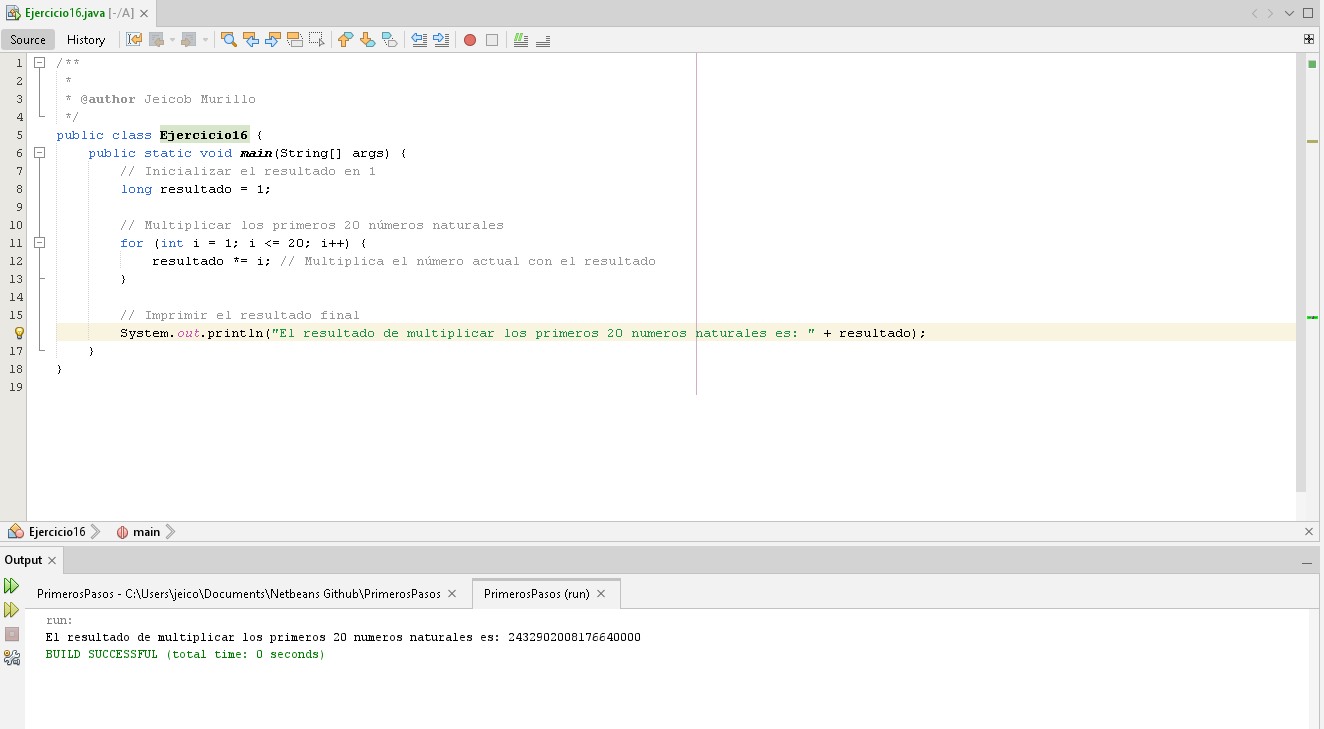 Ejercicio16.java [-/A]
Source History
1 /**
2 *
3 * @author Jeicob Murillo
4 */
5 public class Ejercicio16 {
6 public static void main(String[] args) {
7 // Inicializar el resultado en 1
8 long resultado = 1;
9
10 // Multiplicar los primeros 20 números naturales
11 for (int i = 1; i <= 20; i++) {
12 resultado *= i; // Multiplica el número actual con el resultado
13 }
14
15 // Imprimir el resultado final
System.out.println("El resultado de multiplicar los primeros 20 numeros naturales es: " + resultado);
17 }
18 }
19
Ejercicio16 main
Output
PrimerosPasos - C:\Users\jeico\Documents\Netbeans Github\PrimerosPasos PrimerosPasos (run)
run:
El resultado de multiplicar los primeros 20 numeros naturales es: 2432902008176640000
BUILD SUCCESSFUL (total time: 0 seconds)